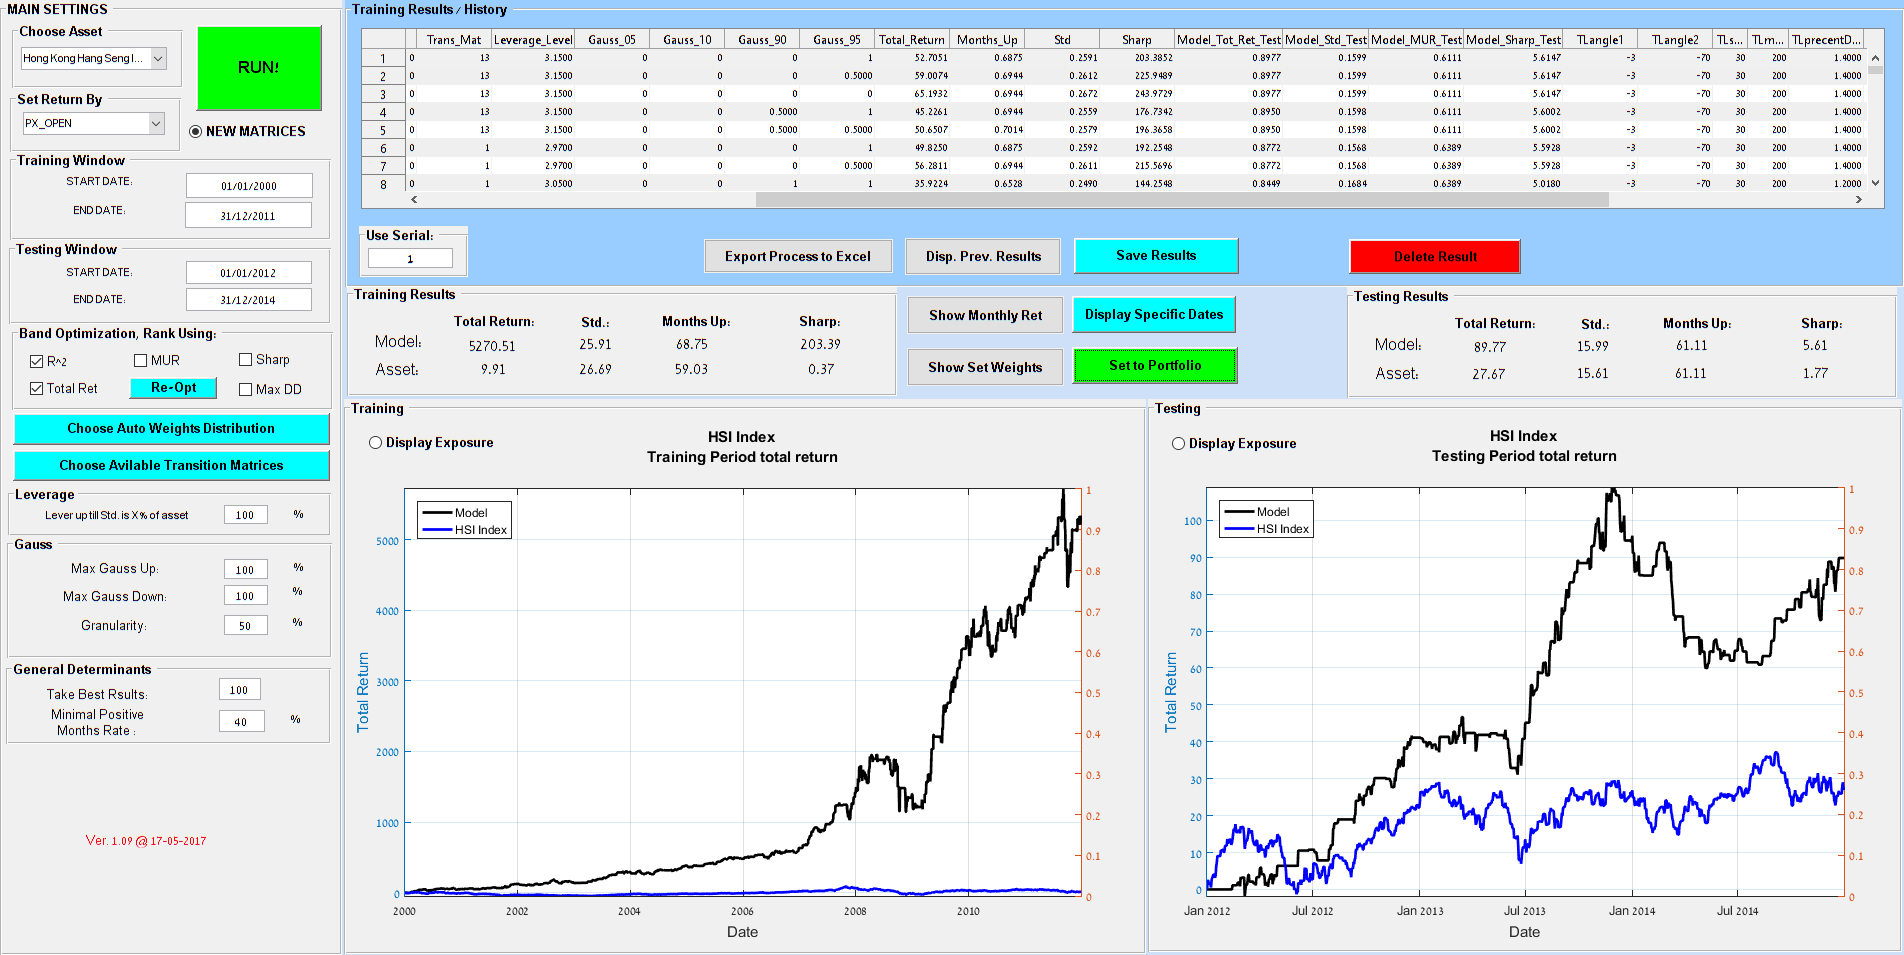 MAIN SETTINGS
Choose Asset
Hong Kong Hang Seng I...
RUN!
Set Return By
PX_OPEN
NEW MATRICES
Training Window
START DATE: 01/01/2000
END DATE: 31/12/2011
Testing Window
START DATE: 01/01/2012
END DATE: 31/12/2014
Band Optimization, Rank Using:
R^2 MUR Sharp
Total Ret Re-Opt Max DD
Choose Auto Weights Distribution
Choose Avilable Transition Matrices
Leverage
Lever up till Std. is X% of asset 100 %
Gauss
Max Gauss Up: 100 %
Max Gauss Down: 100 %
Granularity: 50 %
General Determinants
Take Best Rsults: 100
Minimal Positive
Months Rate : 40 %
Ver. 1.09 @ 17-05-2017
Training Results / History
Trans_Mat Leverage_Level Gauss_05 Gauss_10 Gauss_90 Gauss_95 Total_Return Months_Up Std Sharp Model_Tot_Ret_Test Model_Std_Test Model_MUR_Test Model_Sharp_Test TLangle1 TLangle2 TLs... TLm... TLprecentD...
1 0 13 3.1500 0 0 0 1 52.7051 0.6875 0.2591 203.3852 0.8977 0.1599 0.6111 5.6147 -3 -70 30 200 1.4000
2 0 13 3.1500 0 0 0 0.5000 59.0074 0.6944 0.2612 225.9489 0.8977 0.1599 0.6111 5.6147 -3 -70 30 200 1.4000
3 0 13 3.1500 0 0 0 0 65.1932 0.6944 0.2672 243.9729 0.8977 0.1599 0.6111 5.6147 -3 -70 30 200 1.4000
4 0 13 3.1500 0 0 0.5000 1 45.2261 0.6944 0.2559 176.7342 0.8950 0.1598 0.6111 5.6002 -3 -70 30 200 1.4000
5 0 13 3.1500 0 0 0.5000 0.5000 50.6507 0.7014 0.2579 196.3658 0.8950 0.1598 0.6111 5.6002 -3 -70 30 200 1.4000
6 0 1 2.9700 0 0 0 1 49.8250 0.6875 0.2592 192.2548 0.8772 0.1568 0.6389 5.5928 -3 -70 30 200 1.4000
7 0 1 2.9700 0 0 0 0.5000 56.2811 0.6944 0.2611 215.5696 0.8772 0.1568 0.6389 5.5928 -3 -70 30 200 1.4000
8 0 1 3.0500 0 0 1 1 35.9224 0.6528 0.2490 144.2548 0.8449 0.1684 0.6389 5.0180 -3 -70 30 200 1.2000
Use Serial:
1
Export Process to Excel
Disp. Prev. Results
Save Results
Delete Result
Training Results
Total Return: Std.: Months Up: Sharp:
Model: 5270.51 25.91 68.75 203.39
Asset: 9.91 26.69 59.03 0.37
Show Monthly Ret
Display Specific Dates
Show Set Weights
Set to Portfolio
Testing Results
Total Return: Std.: Months Up: Sharp:
Model: 89.77 15.99 61.11 5.61
Asset: 27.67 15.61 61.11 1.77
Training
Display Exposure
HSI Index
Training Period total return
Model
HSI Index
Total Return
5000
4000
3000
2000
1000
0
1
0.9
0.8
0.7
0.6
0.5
0.4
0.3
0.2
0.1
0
2000 2002 2004 2006 2008 2010
Date
Testing
Display Exposure
HSI Index
Testing Period total return
Model
HSI Index
Total Return
100
90
80
70
60
50
40
30
20
10
0
1
0.9
0.8
0.7
0.6
0.5
0.4
0.3
0.2
0.1
0
Jan 2012 Jul 2012 Jan 2013 Jul 2013 Jan 2014 Jul 2014
Date